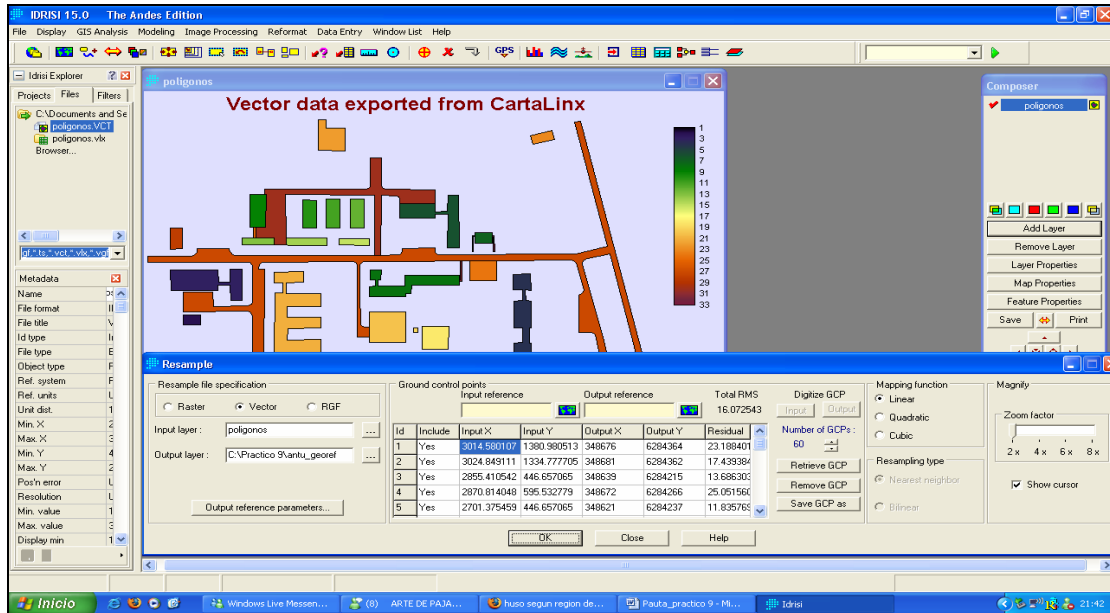 IDRISI 15.0 The Andes Edition
File Display GIS Analysis Modeling Image Processing Reformat Data Entry Window List Help
GPS
Idrisi Explorer
Projects Files Filters
C:\Documents and Se
poligonos.VCT
poligonos.vlx
Browser...
gf,*.ts,*.vct,*.vlx,*.vgl
Metadata
Name
File format
File title
Id type
File type
Object type
Ref. system
Ref. units
Unit dist.
Min. X
Max. X
Min. Y
Max. Y
Pos'n error
Resolution
Min. value
Max. value
Display min
poligonos
Vector data exported from CartaLinx
1
3
5
7
9
11
13
15
17
19
21
23
25
27
29
31
33
Composer
poligonos
Add Layer
Remove Layer
Layer Properties
Map Properties
Feature Properties
Save Print
Resample
Resample file specification
Raster Vector RGF
Input layer: poligonos ...
Output layer: C:\Practico 9\antu_georef ...
Output reference parameters...
Ground control points
Input reference Output reference Total RMS
16.072543
Id Include Input X Input Y Output X Output Y Residual
1 Yes 3014.580107 1380.980513 348676 6284364 23.188401
2 Yes 3024.849111 1334.777705 348681 6284362 17.439384
3 Yes 2855.410542 446.657065 348639 6284215 13.686303
4 Yes 2870.814048 595.532779 348672 6284266 25.051560
5 Yes 2701.375459 446.657065 348621 6284237 11.835765
Digitize GCP
Input Output
Number of GCPs :
60
Retrieve GCP
Remove GCP
Save GCP as
Mapping function
Linear
Quadratic
Cubic
Resampling type
Nearest neighbor
Bilinear
Magnify
Zoom factor
2 x 4 x 6 x 8 x
Show cursor
OK Close Help
Inicio
Windows Live Messen...
(8) ARTE DE PAJA...
huso segun region de...
Pauta_practico 9 - Mi...
Idrisi
21:42